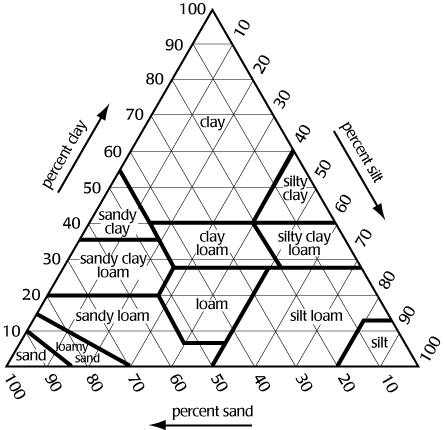 100
90
10
80
20
70
30
clay
60
40
percent clay
percent silt
50
silty
clay
50
40
sandy
clay
60
clay
loam
silty clay
loam
30
sandy clay
loam
70
20
80
sandy loam
loam
silt loam
10
90
sand
loamy
sand
silt
100
100
90
80
70
60
50
40
30
20
10
percent sand